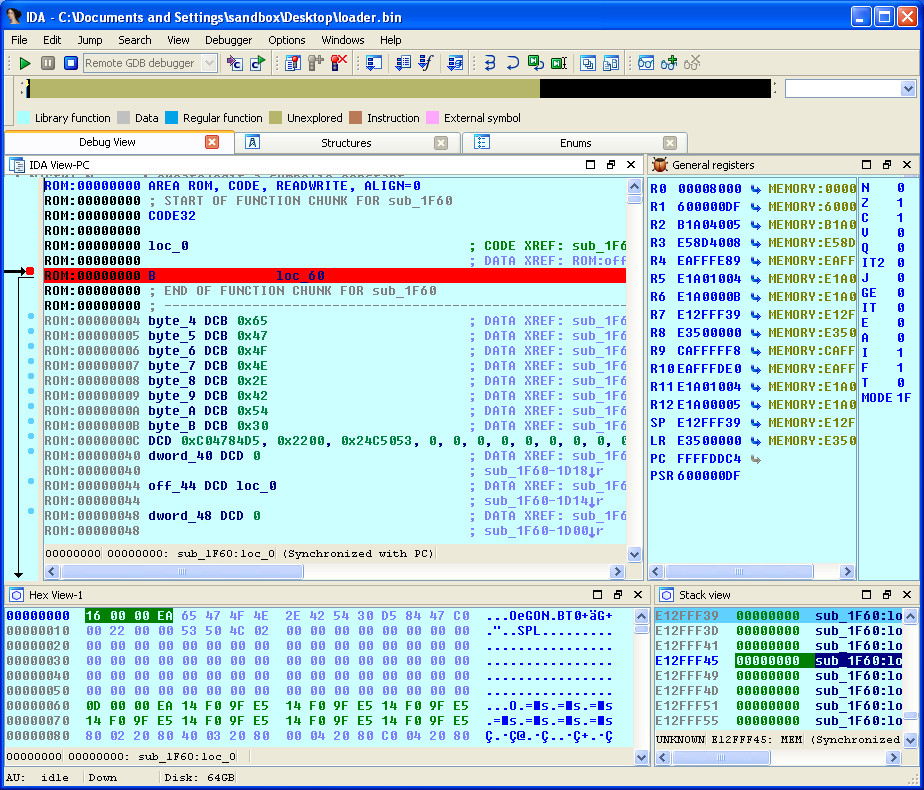 IDA - C:\Documents and Settings\sandbox\Desktop\loader.bin
File Edit Jump Search View Debugger Options Windows Help
Remote GDB debugger
Library function Data Regular function Unexplored Instruction External symbol
Debug View Structures Enums
IDA View-PC
ROM:00000000 AREA ROM, CODE, READWRITE, ALIGN=0
ROM:00000000 ; START OF FUNCTION CHUNK FOR sub_1F60
ROM:00000000 CODE32
ROM:00000000
ROM:00000000 loc_0 ; CODE XREF: sub_1F6
ROM:00000000 ; DATA XREF: ROM:off
ROM:00000000 B loc_60
ROM:00000000 ; END OF FUNCTION CHUNK FOR sub_1F60
ROM:00000000 ; ---------------------------------------------------------------
ROM:00000004 byte_4 DCB 0x65 ; DATA XREF: sub_1F6
ROM:00000005 byte_5 DCB 0x47 ; DATA XREF: sub_1F6
ROM:00000006 byte_6 DCB 0x4F ; DATA XREF: sub_1F6
ROM:00000007 byte_7 DCB 0x4E ; DATA XREF: sub_1F6
ROM:00000008 byte_8 DCB 0x2E ; DATA XREF: sub_1F6
ROM:00000009 byte_9 DCB 0x42 ; DATA XREF: sub_1F6
ROM:0000000A byte_A DCB 0x54 ; DATA XREF: sub_1F6
ROM:0000000B byte_B DCB 0x30 ; DATA XREF: sub_1F6
ROM:0000000C DCD 0xC04784D5, 0x2200, 0x24C5053, 0, 0, 0, 0, 0, 0, 0
ROM:00000040 dword_40 DCD 0 ; DATA XREF: sub_1F6
ROM:00000040 ; sub_1F60-1D18↓r
ROM:00000044 off_44 DCD loc_0 ; DATA XREF: sub_1F6
ROM:00000044 ; sub_1F60-1D14↓r
ROM:00000048 dword_48 DCD 0 ; DATA XREF: sub_1F6
ROM:00000048 ; sub_1F60-1D00↓r
00000000 00000000: sub_1F60:loc_0 (Synchronized with PC)
General registers
R0 00008000 MEMORY:0000
R1 600000DF MEMORY:6000
R2 B1A04005 MEMORY:B1A0
R3 E58D4008 MEMORY:E58D
R4 EAFFFE89 MEMORY:EAFF
R5 E1A01004 MEMORY:E1A0
R6 E1A0000B MEMORY:E1A0
R7 E12FFF39 MEMORY:E12F
R8 E3500000 MEMORY:E350
R9 CAFFFFF8 MEMORY:CAFF
R10 EAFFFDE0 MEMORY:EAFF
R11 E1A01004 MEMORY:E1A0
R12 E1A00005 MEMORY:E1A0
SP E12FFF39 MEMORY:E12F
LR E3500000 MEMORY:E350
PC FFFFDDC4
PSR 600000DF
N 0
Z 1
C 1
V 0
Q 0
IT2 0
J 0
GE 0
IT 0
E 0
A 0
I 1
F 1
T 0
MODE 1F
Hex View-1
00000000 16 00 00 EA 65 47 4F 4E 2E 42 54 30 D5 84 47 C0 ...OeGON.BT0+äG+
00000010 00 22 00 00 53 50 4C 02 00 00 00 00 00 00 00 00 ."..SPL.........
00000020 00 00 00 00 00 00 00 00 00 00 00 00 00 00 00 00 ................
00000030 00 00 00 00 00 00 00 00 00 00 00 00 00 00 00 00 ................
00000040 00 00 00 00 00 00 00 00 00 00 00 00 00 00 00 00 ................
00000050 00 00 00 00 00 00 00 00 00 00 00 00 00 00 00 00 ................
00000060 0D 00 00 EA 14 F0 9F E5 14 F0 9F E5 14 F0 9F E5 ...O.=■s.=■s.=■s
00000070 14 F0 9F E5 14 F0 9F E5 14 F0 9F E5 14 F0 9F E5 .=■s.=■s.=■s.=■s
00000080 80 02 20 80 40 03 20 80 00 04 20 80 C0 04 20 80 Ç.·Ç@.·Ç..·Ç+.·Ç
00000000 00000000: sub_1F60:loc_0
Stack view
E12FFF39 00000000 sub_1F60:lo
E12FFF3D 00000000 sub_1F60:lo
E12FFF41 00000000 sub_1F60:lo
E12FFF45 00000000 sub_1F60:lo
E12FFF49 00000000 sub_1F60:lo
E12FFF4D 00000000 sub_1F60:lo
E12FFF51 00000000 sub_1F60:lo
E12FFF55 00000000 sub_1F60:lo
UNKNOWN E12FFF45: MEM (Synchronized
AU: idle Down Disk: 64GB